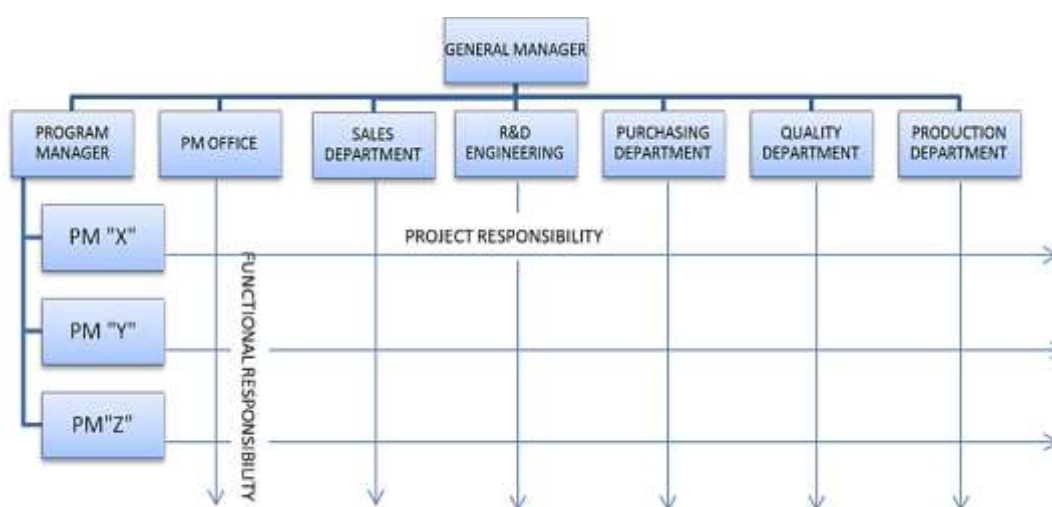 GENERAL MANAGER
PROGRAM
MANAGER
PM OFFICE
SALES
DEPARTMENT
R&D
ENGINEERING
PURCHASING
DEPARTMENT
QUALITY
DEPARTMENT
PRODUCTION
DEPARTMENT
PM "X"
PROJECT RESPONSIBILITY
FUNCTIONAL RESPONSIBILITY
PM "Y"
PM"Z"